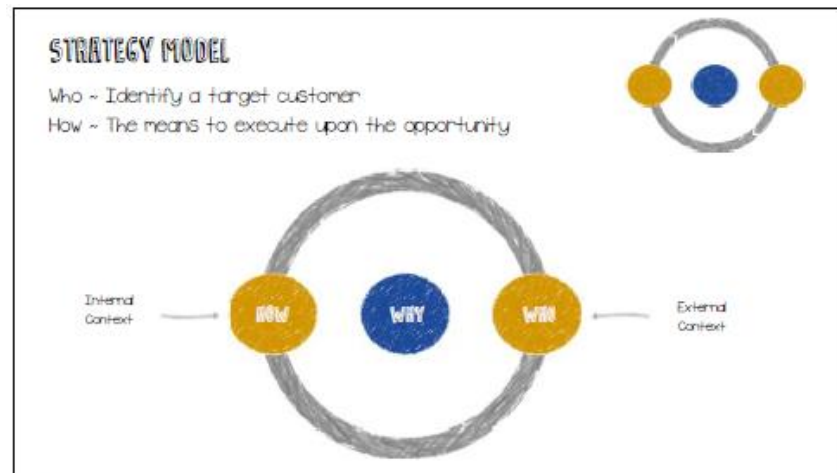 STRATEGY MODEL
Who ~ Identify a target customer
How ~ The means to execute upon the opportunity
Internal
Context
HOW
WHY
WHO
External
Context